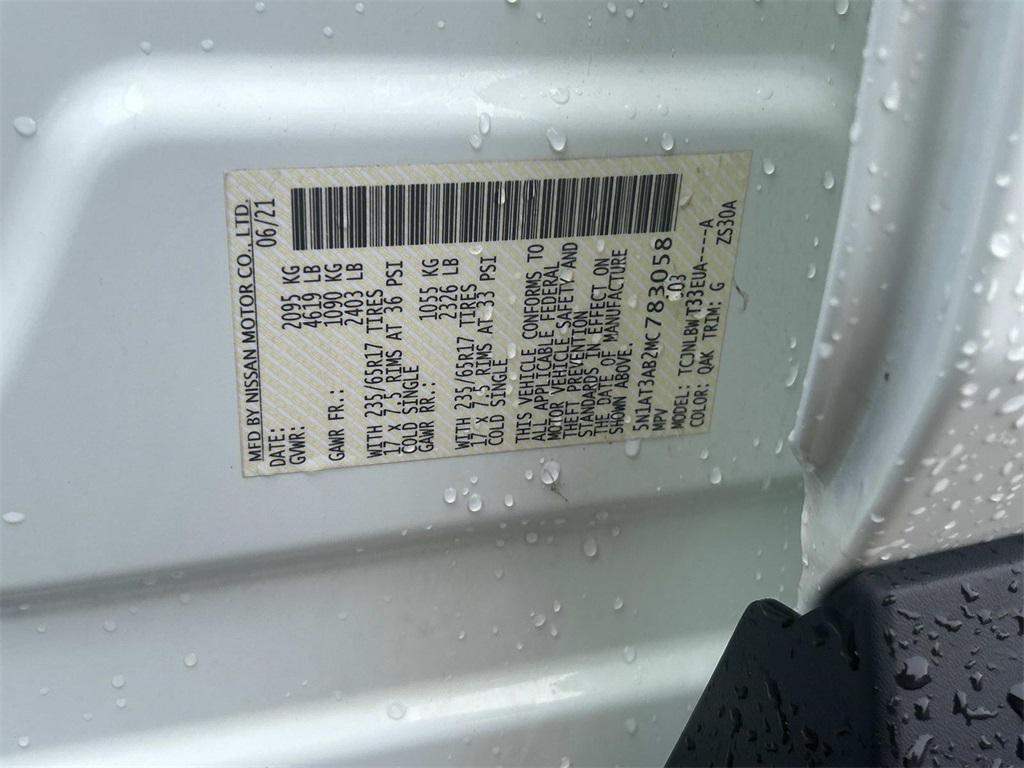 MFD BY NISSAN MOTOR CO., LTD.
DATE: 06/21
GVWR: 2095 KG
4619 LB
GAWR FR.: 1090 KG
2403 LB
WITH 235/65R17 TIRES
17 X 7.5 RIMS AT 36 PSI
COLD SINGLE
GAWR RR.: 1055 KG
2326 LB
WITH 235/65R17 TIRES
17 X 7.5 RIMS AT 33 PSI
COLD SINGLE
THIS VEHICLE CONFORMS TO
ALL APPLICABLE FEDERAL
MOTOR VEHICLE SAFETY AND
THEFT PREVENTION
STANDARDS IN EFFECT ON
THE DATE OF MANUFACTURE
SHOWN ABOVE.
5N1AT3AB2MC783058
MPV 103
MODEL: TCJNLBW T33EUA----A
COLOR: QAK TRIM: G ZS30A